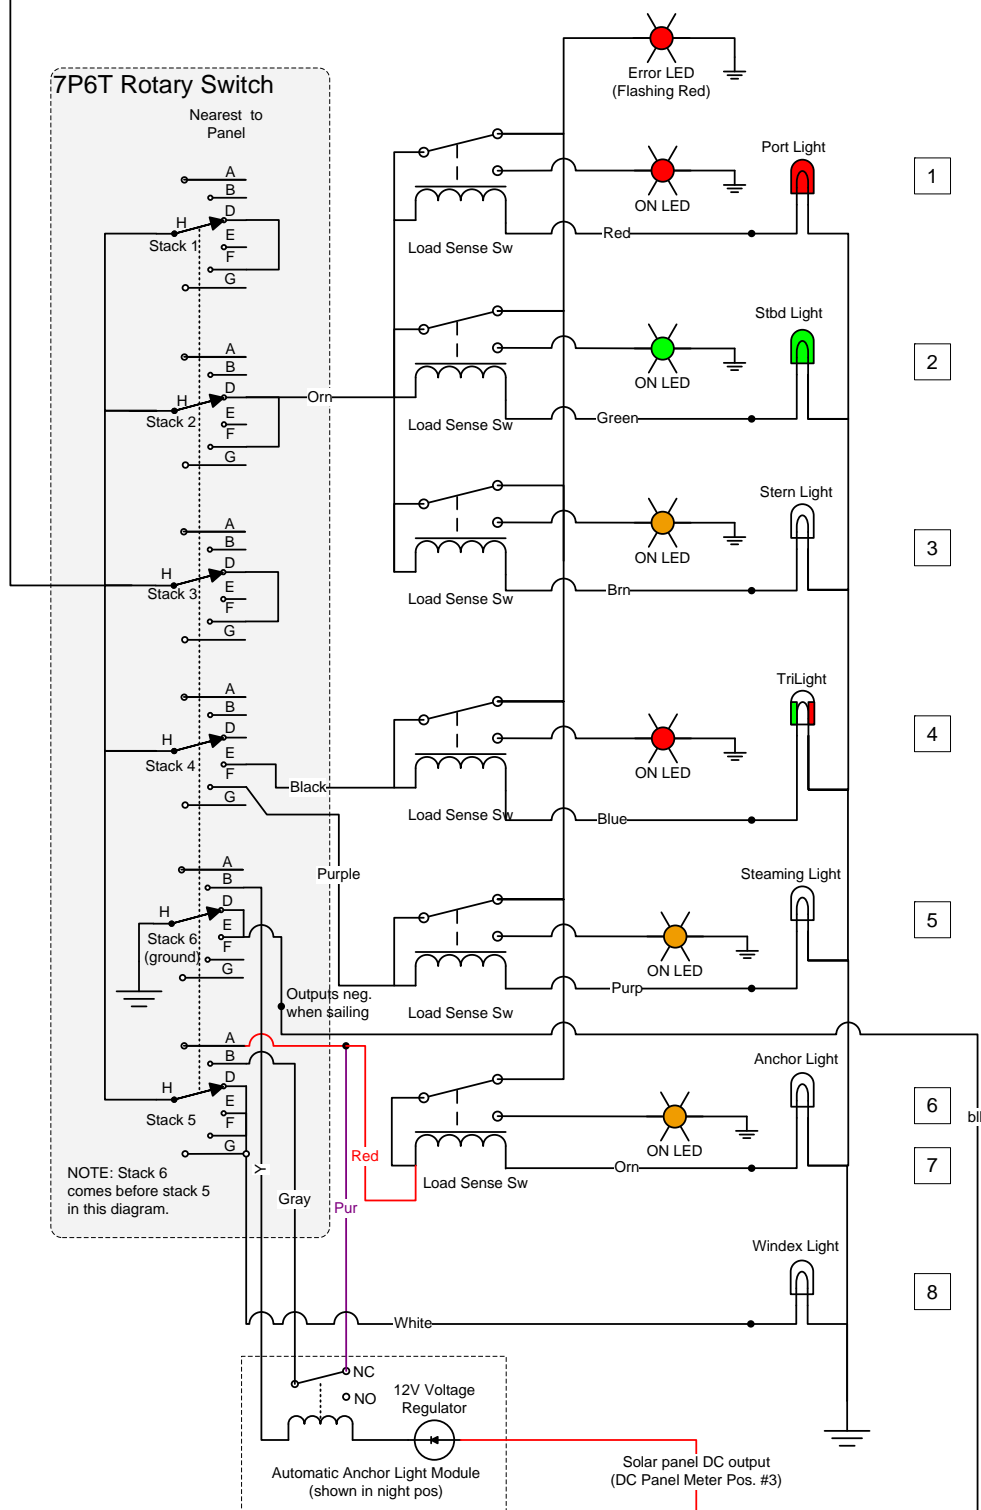 Error LED
(Flashing Red)
7P6T Rotary Switch
Nearest to
Panel
A
B
D
H
E
Stack 1
F
G
ON LED
Load Sense Sw
Red
Port Light
1
A
B
D
H
E
Stack 2
F
G
Orn
ON LED
Load Sense Sw
Green
Stbd Light
2
A
B
D
H
E
Stack 3
F
G
ON LED
Load Sense Sw
Brn
Stern Light
3
A
B
D
H
E
Stack 4
F
G
Black
ON LED
Load Sense Sw
Blue
TriLight
4
Purple
A
B
D
H
E
Stack 6
(ground)
F
G
Outputs neg.
when sailing
ON LED
Load Sense Sw
Purp
Steaming Light
5
A
B
D
H
E
Stack 5
F
G
NOTE: Stack 6
comes before stack 5
in this diagram.
Y
Gray
Red
Pur
ON LED
Load Sense Sw
Orn
Anchor Light
6
7
Windex Light
8
White
NC
NO
12V Voltage
Regulator
Automatic Anchor Light Module
(shown in night pos)
Solar panel DC output
(DC Panel Meter Pos. #3)